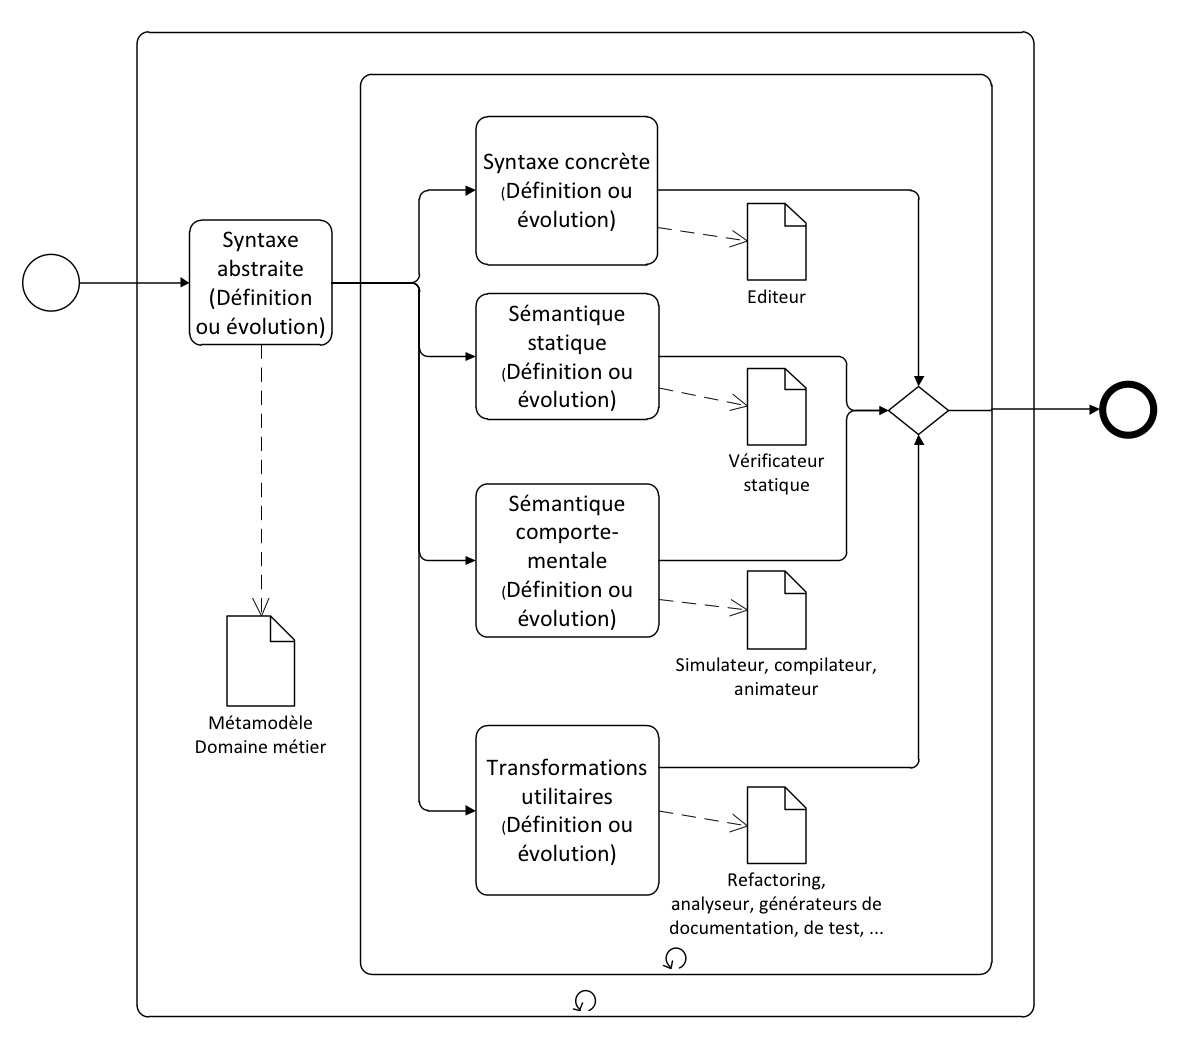 Syntaxe
abstraite
(Définition
ou évolution)
Métamodèle
Domaine métier
Syntaxe concrète
(Définition ou
évolution)
Editeur
Sémantique
statique
(Définition ou
évolution)
Vérificateur
statique
Sémantique
comporte-
mentale
(Définition ou
évolution)
Simulateur, compilateur,
animateur
Transformations
utilitaires
(Définition ou
évolution)
Refactoring,
analyseur, générateurs de
documentation, de test, ...